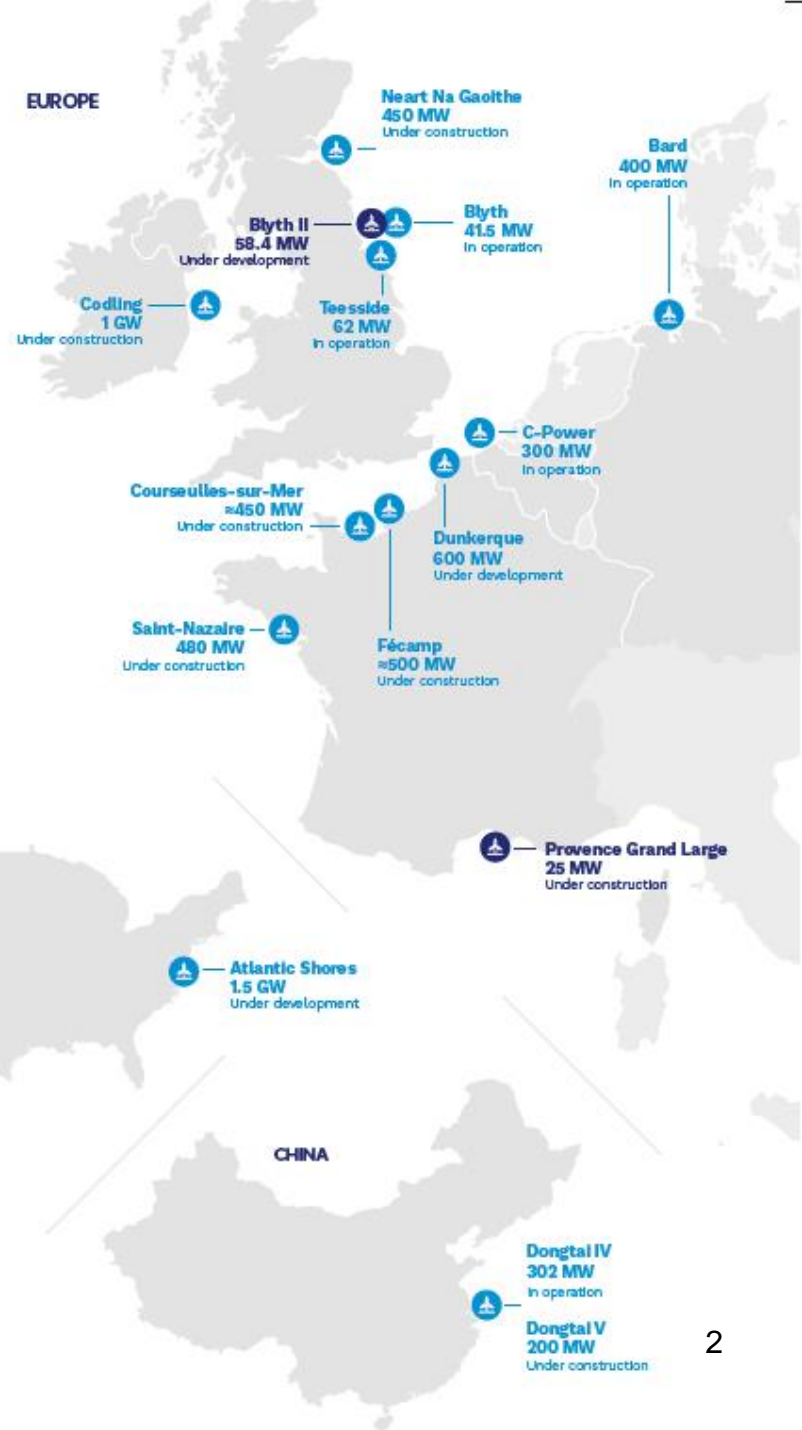 EUROPE
Neart Na Gaoithe
450 MW
Under construction
Bard
400 MW
In operation
Blyth II
58.4 MW
Under development
Blyth
41.5 MW
In operation
Codling
1 GW
Under construction
Teesside
62 MW
In operation
C-Power
300 MW
In operation
Courseulles-sur-Mer
≈450 MW
Under construction
Dunkerque
600 MW
Under development
Saint-Nazaire
480 MW
Under construction
Fécamp
≈500 MW
Under construction
Provence Grand Large
25 MW
Under construction
Atlantic Shores
1.5 GW
Under development
CHINA
Dongtai IV
302 MW
In operation
Dongtai V
200 MW
Under construction
2